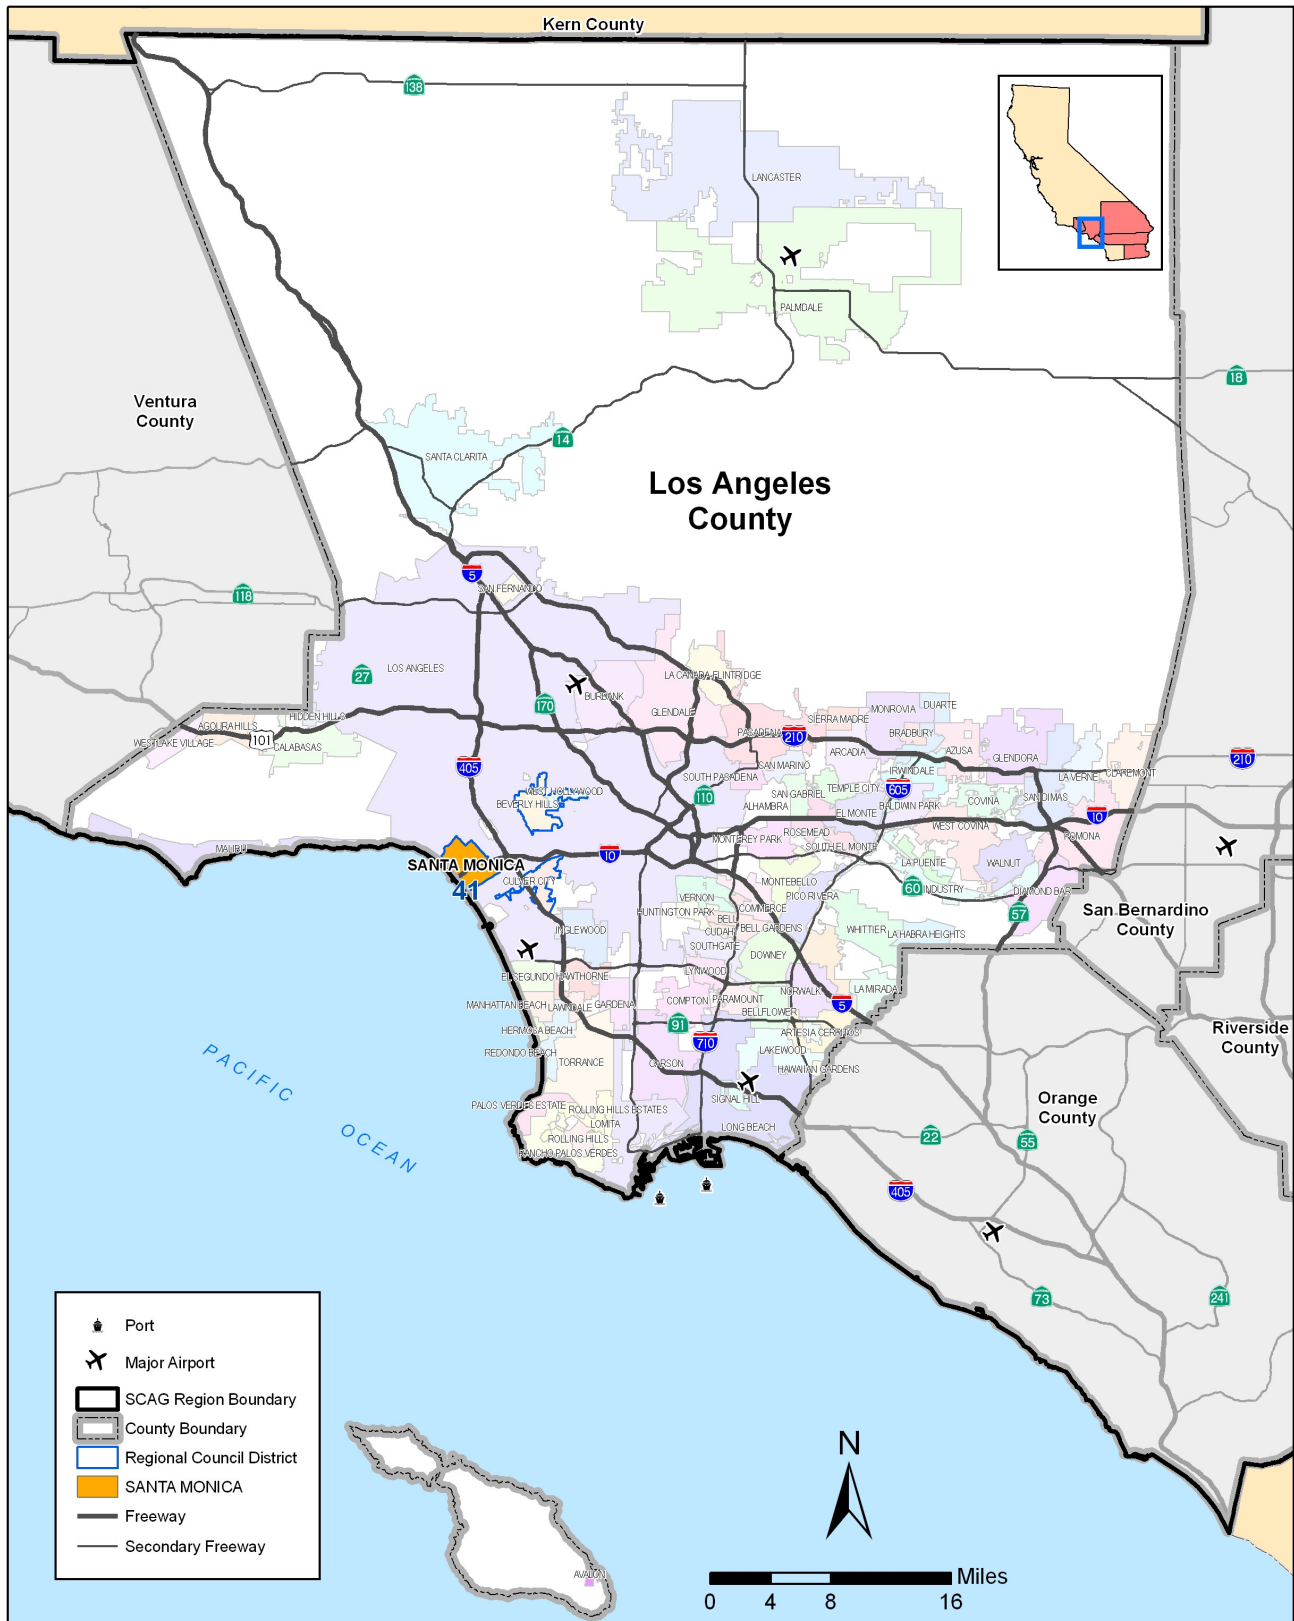 Kern County
138
LANCASTER
PALMDALE
18
Ventura
County
14
SANTA CLARITA
Los Angeles
County
5
SAN FERNANDO
118
LOS ANGELES
27
LA CANADA FLINTRIDGE
BURBANK
170
GLENDALE
HIDDEN HILLS
AGOURA HILLS
101
WESTLAKE VILLAGE
CALABASAS
MONROVIA
DUARTE
SIERRA MADRE
BRADBURY
PASADENA
210
ARCADIA
AZUSA
GLENDORA
210
405
SAN MARINO
IRWINDALE
LA VERNE
CLAREMONT
SOUTH PASADENA
WEST HOLLYWOOD
BEVERLY HILLS
110
SAN GABRIEL
TEMPLE CITY
605
ALHAMBRA
BALDWIN PARK
COVINA
SAN DIMAS
EL MONTE
10
WEST COVINA
ROSEMEAD
MONTEREY PARK
POMONA
SOUTH EL MONTE
MALIBU
10
SANTA MONICA
41
CULVER CITY
LA PUENTE
WALNUT
MONTEBELLO
60
INDUSTRY
DIAMOND BAR
PICO RIVERA
VERNON
COMMERCE
HUNTINGTON PARK
BELL
57
San Bernardino
County
BELL GARDENS
CUDAHY
INGLEWOOD
WHITTIER
LA HABRA HEIGHTS
SOUTHGATE
DOWNEY
EL SEGUNDO
HAWTHORNE
LYNWOOD
NORWALK
LA MIRADA
MANHATTAN BEACH
LAWNDALE
GARDENA
COMPTON
PARAMOUNT
5
BELLFLOWER
HERMOSA BEACH
91
ARTESIA
CERRITOS
Riverside
County
710
REDONDO BEACH
TORRANCE
CARSON
LAKEWOOD
HAWAIIAN GARDENS
PACIFIC
OCEAN
SIGNAL HILL
Orange
County
PALOS VERDES ESTATE
ROLLING HILLS ESTATES
LOMITA
LONG BEACH
22
55
ROLLING HILLS
RANCHO PALOS VERDES
405
73
241
Port
Major Airport
SCAG Region Boundary
County Boundary
Regional Council District
SANTA MONICA
Freeway
Secondary Freeway
AVALON
N
Miles
0
4
8
16